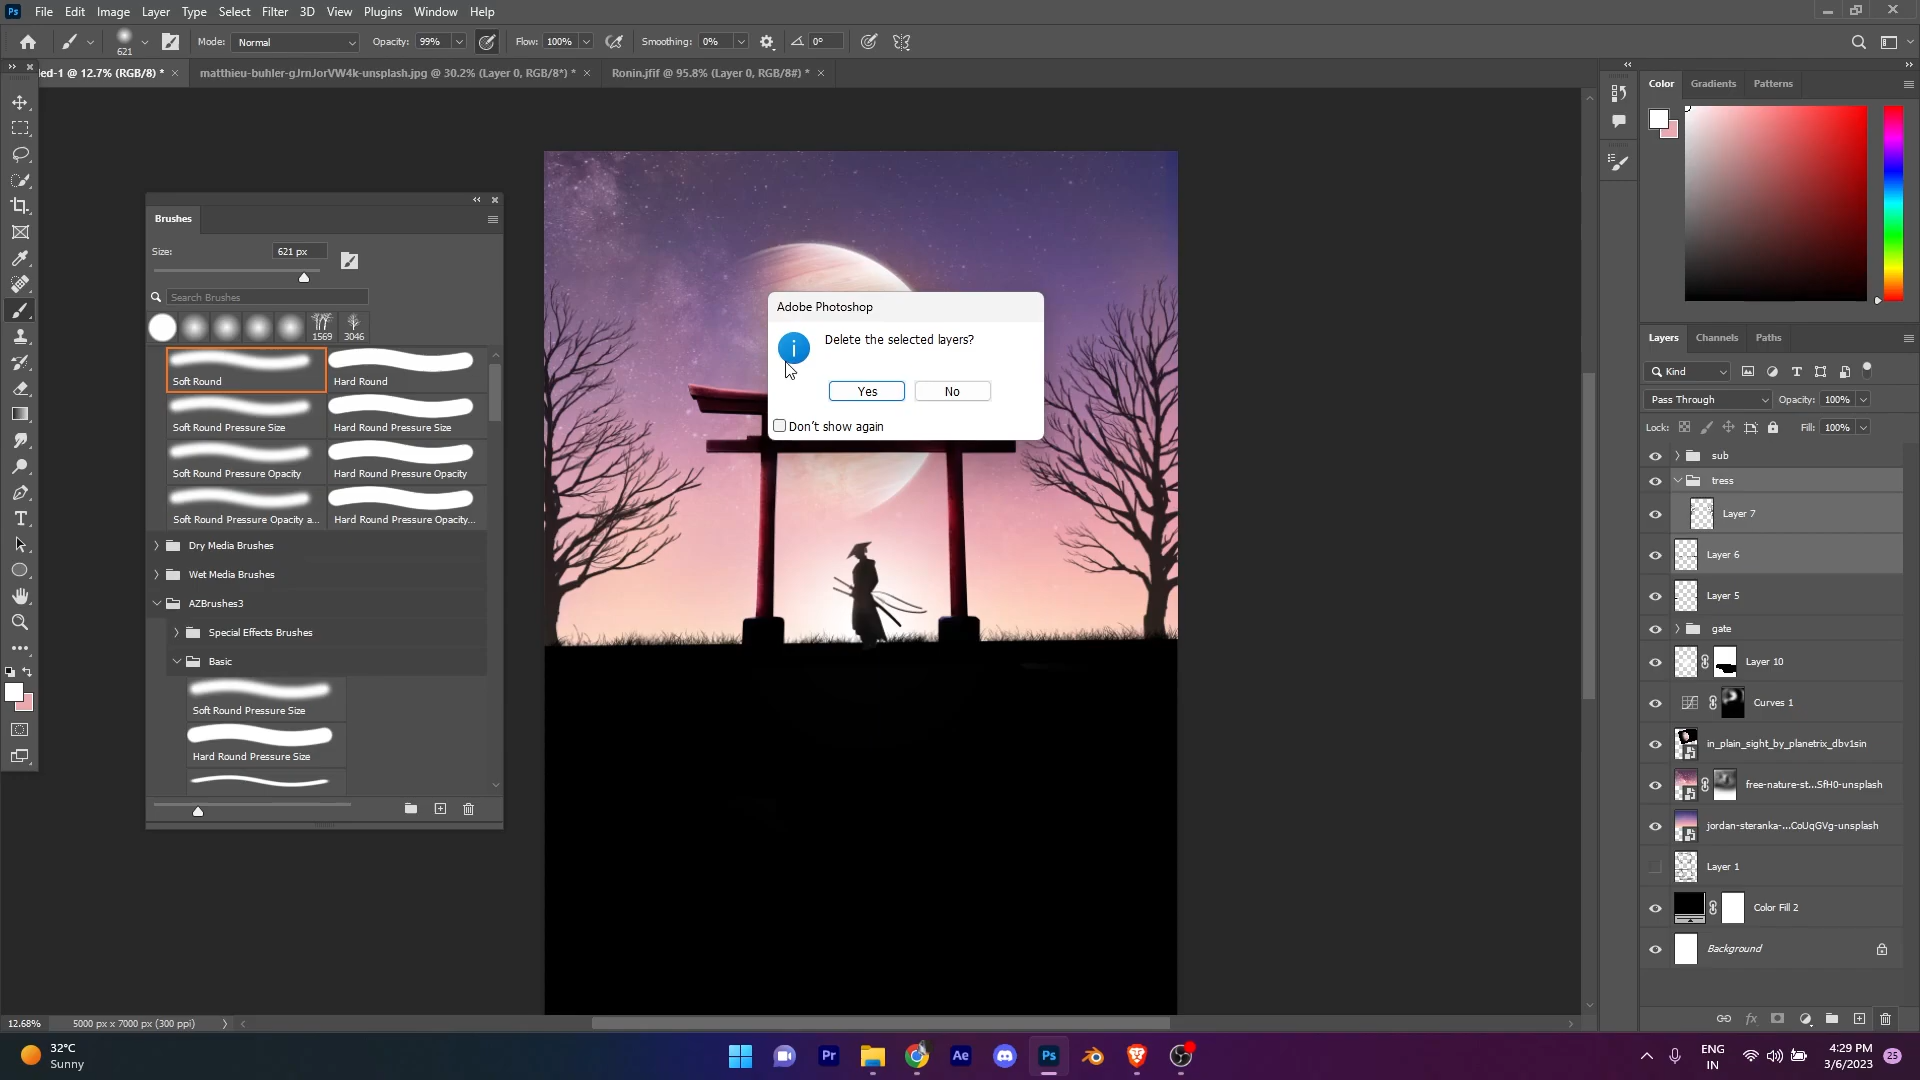 Ps File Edit Image Layer Type Select Filter 3D View Plugins Window Help
621 Mode: Normal Opacity: 99% Flow: 100% Smoothing: 0% 0°
led-1 @ 12.7% (RGB/8) * × matthieu-buhler-gJrnJorVW4k-unsplash.jpg @ 30.2% (Layer 0, RGB/8*) * × Ronin.jfif @ 95.8% (Layer 0, RGB/8#) * ×
Brushes
Size: 621 px
Search Brushes
1569 3046
Soft Round Hard Round
Soft Round Pressure Size Hard Round Pressure Size
Soft Round Pressure Opacity Hard Round Pressure Opacity
Soft Round Pressure Opacity a... Hard Round Pressure Opacity...
Dry Media Brushes
Wet Media Brushes
AZBrushes3
Special Effects Brushes
Basic
Soft Round Pressure Size
Hard Round Pressure Size
Adobe Photoshop
Delete the selected layers?
Yes No
Don't show again
Color Gradients Patterns
Layers Channels Paths
Kind
Pass Through Opacity: 100%
Lock: Fill: 100%
sub
tress
Layer 7
Layer 6
Layer 5
gate
Layer 10
Curves 1
in_plain_sight_by_planetrix_dbv1sin
free-nature-st...SfH0-unsplash
jordan-steranka-...CoUqGVg-unsplash
Layer 1
Color Fill 2
Background
fx
12.68% 5000 px x 7000 px (300 ppi)
32°C
Sunny
Pr Ae Ps
ENG
IN
4:29 PM
3/6/2023
25